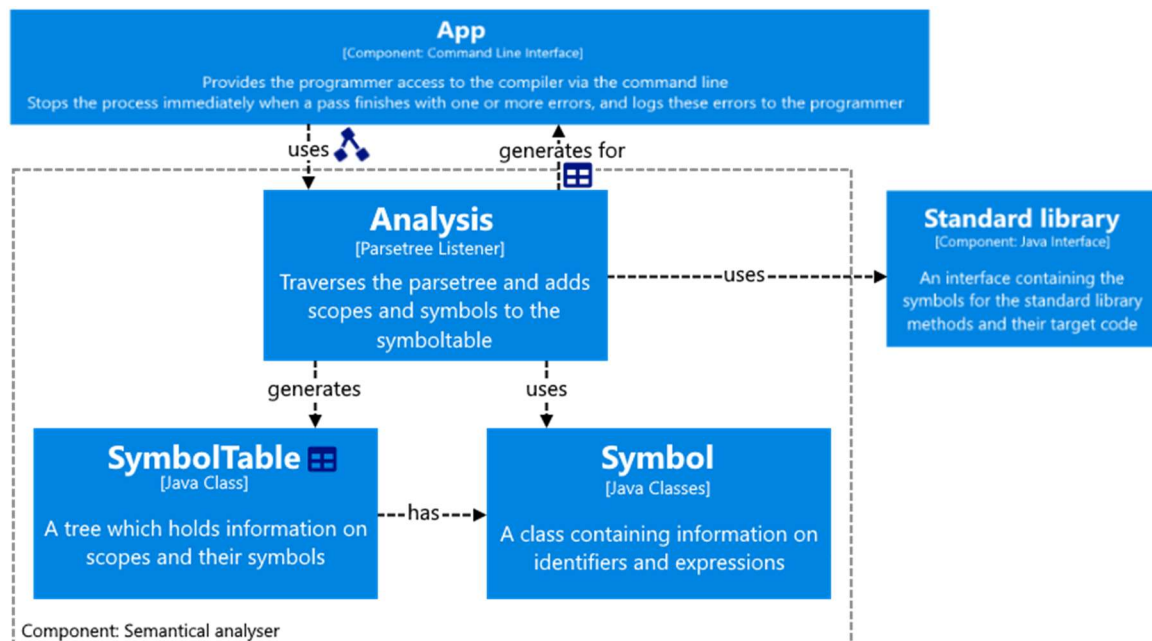 App
[Component: Command Line Interface]
Provides the programmer access to the compiler via the command line
Stops the process immediately when a pass finishes with one or more errors, and logs these errors to the programmer
uses
generates for
Analysis
[Parsetree Listener]
Traverses the parsetree and adds
scopes and symbols to the
symboltable
uses
Standard library
[Component: Java Interface]
An interface containing the
symbols for the standard library
methods and their target code
generates
uses
SymbolTable
[Java Class]
A tree which holds information on
scopes and their symbols
has
Symbol
[Java Classes]
A class containing information on
identifiers and expressions
Component: Semantical analyser